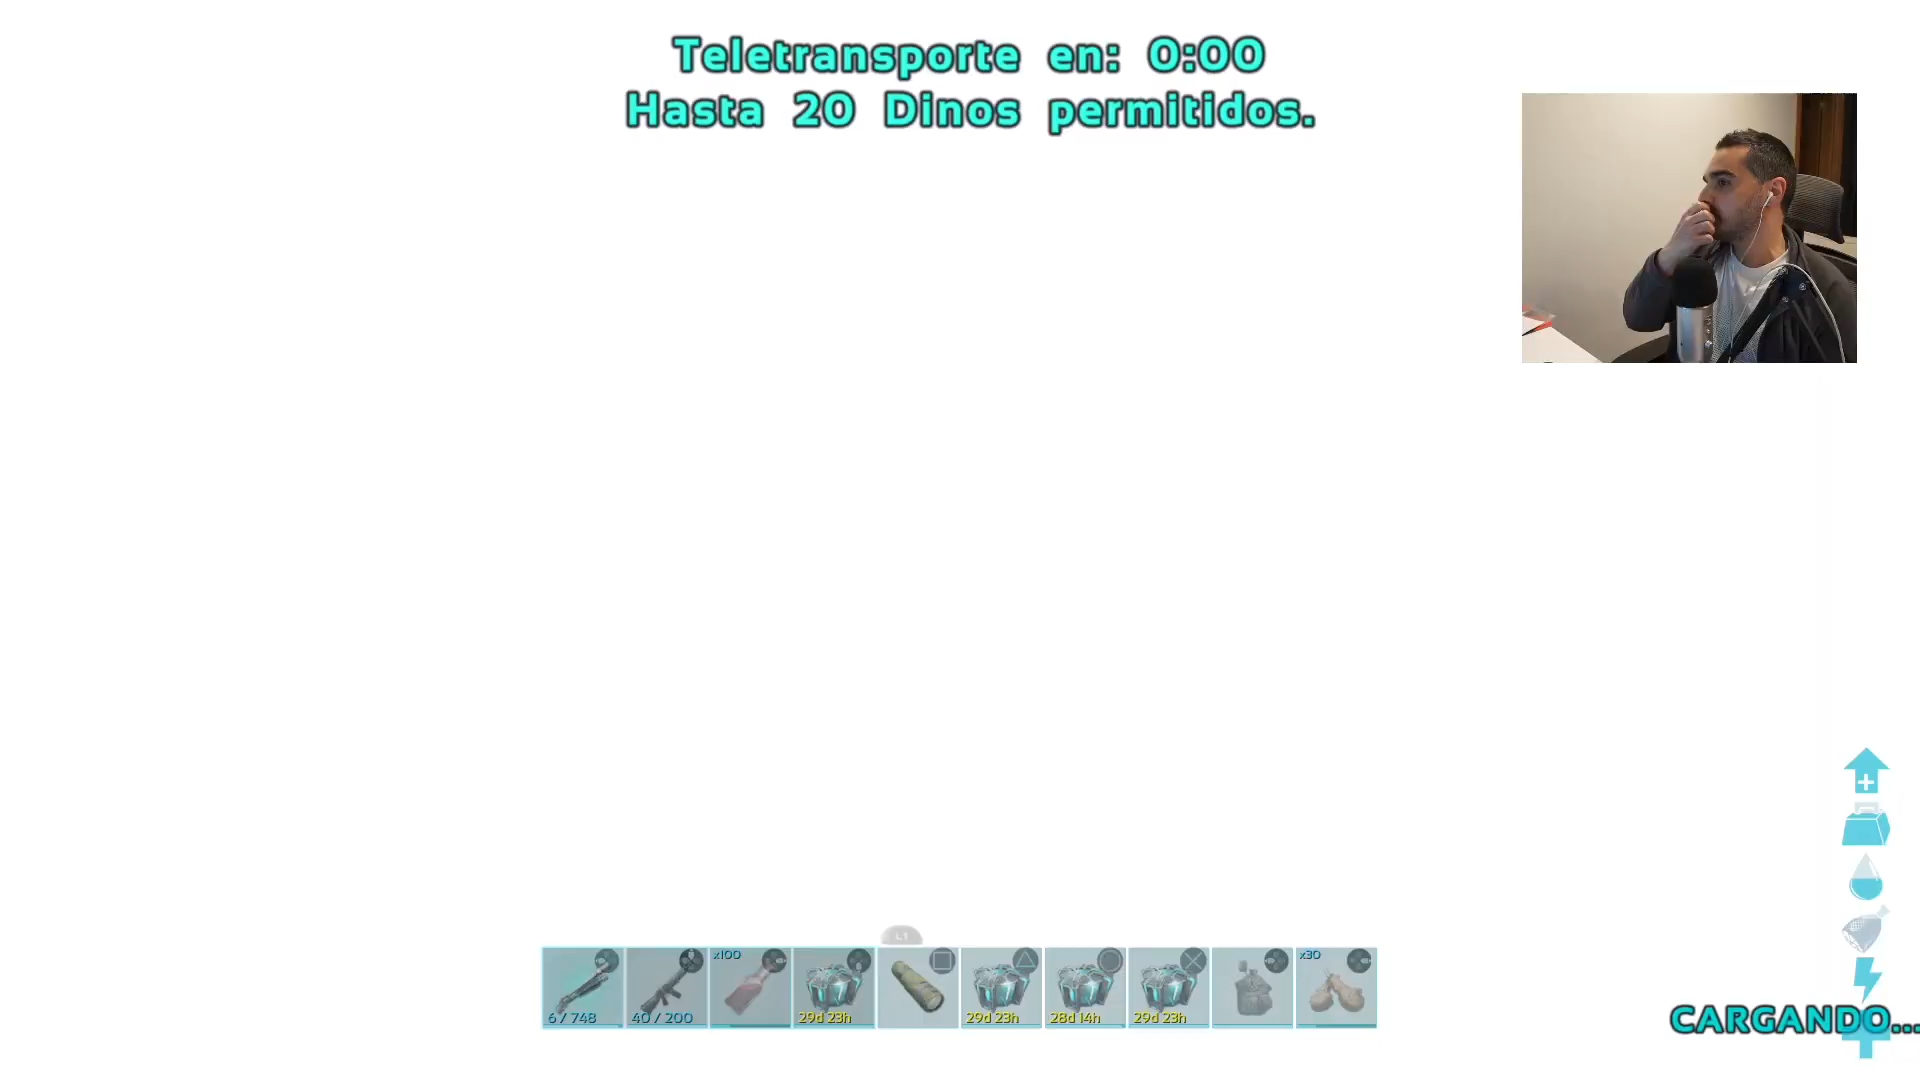 Teletransporte en: 0:00
Hasta 20 Dinos permitidos.
L1
x100
x30
6 / 748
40 / 200
29d 23h
29d 23h
28d 14h
29d 23h
CARGANDO...